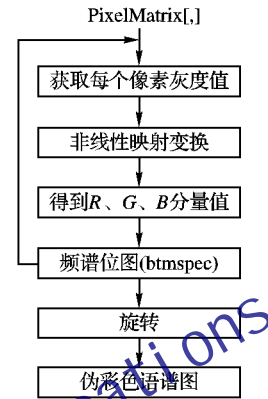 PixelMatrix[,]
获取每个像素灰度值
非线性映射变换
得到R、G、B分量值
频谱位图(btmspec)
旋转
伪彩色语谱图
ations